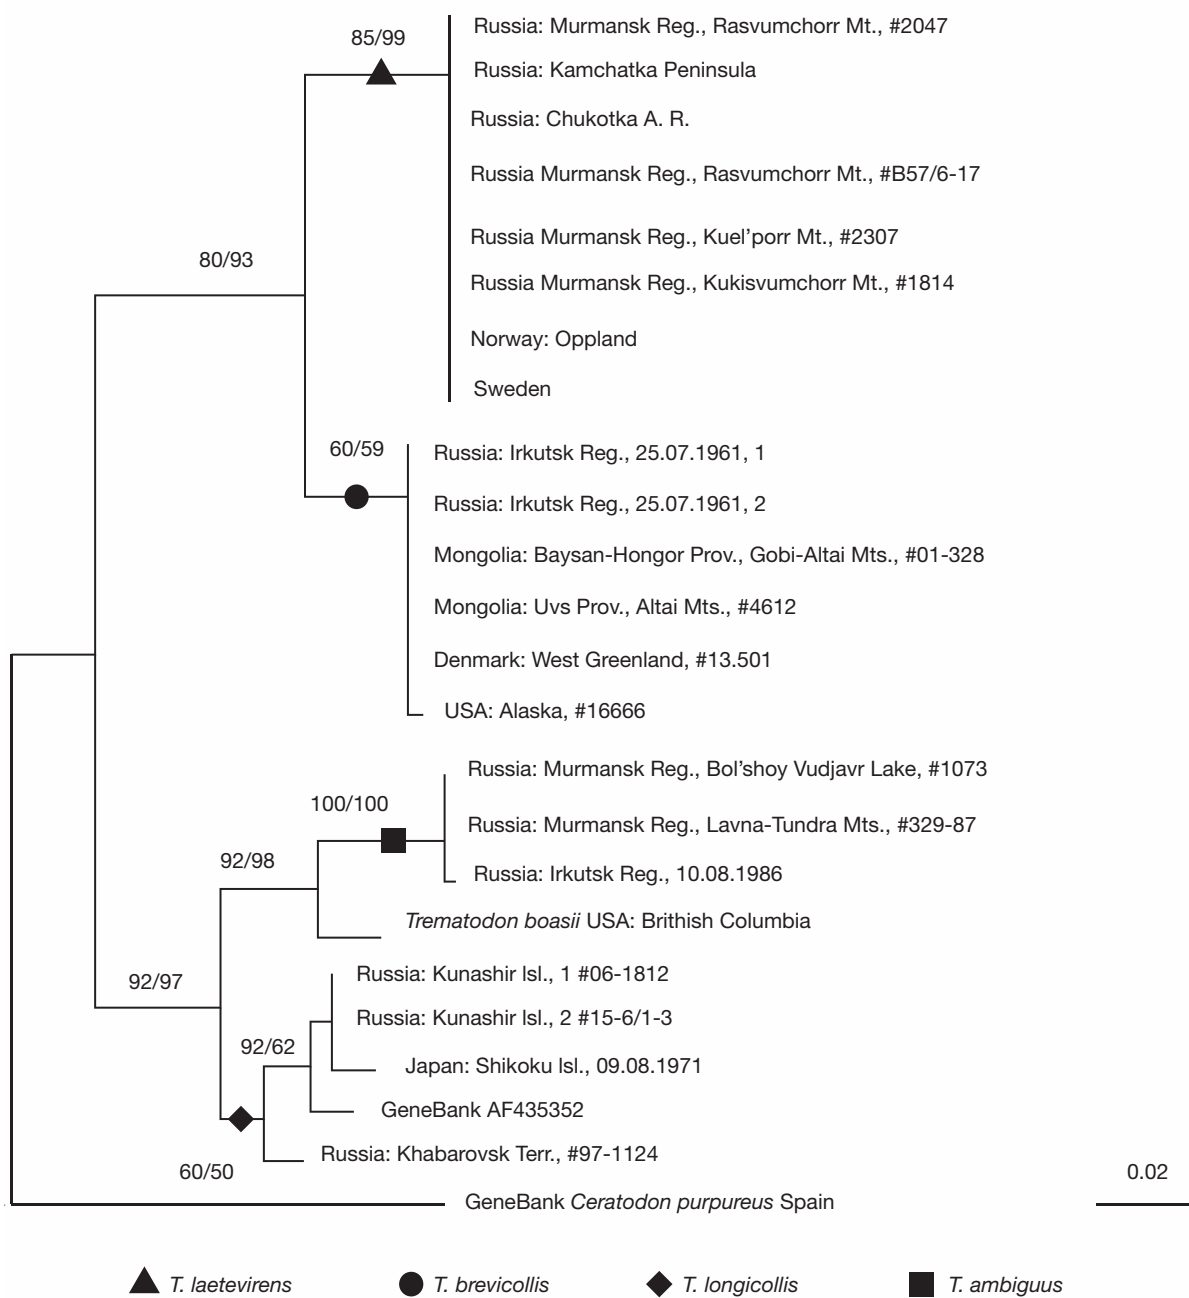 85/99
Russia: Murmansk Reg., Rasvumchorr Mt., #2047
Russia: Kamchatka Peninsula
Russia: Chukotka A. R.
Russia Murmansk Reg., Rasvumchorr Mt., #B57/6-17
Russia Murmansk Reg., Kuel’porr Mt., #2307
80/93
Russia Murmansk Reg., Kukisvumchorr Mt., #1814
Norway: Oppland
Sweden
60/59
Russia: Irkutsk Reg., 25.07.1961, 1
Russia: Irkutsk Reg., 25.07.1961, 2
Mongolia: Baysan-Hongor Prov., Gobi-Altai Mts., #01-328
Mongolia: Uvs Prov., Altai Mts., #4612
Denmark: West Greenland, #13.501
USA: Alaska, #16666
Russia: Murmansk Reg., Bol’shoy Vudjavr Lake, #1073
100/100
Russia: Murmansk Reg., Lavna-Tundra Mts., #329-87
92/98
Russia: Irkutsk Reg., 10.08.1986
Trematodon boasii USA: Brithish Columbia
92/97
Russia: Kunashir Isl., 1 #06-1812
Russia: Kunashir Isl., 2 #15-6/1-3
92/62
Japan: Shikoku Isl., 09.08.1971
GeneBank AF435352
Russia: Khabarovsk Terr., #97-1124
60/50
0.02
GeneBank Ceratodon purpureus Spain
T. laetevirens
T. brevicollis
T. longicollis
T. ambiguus